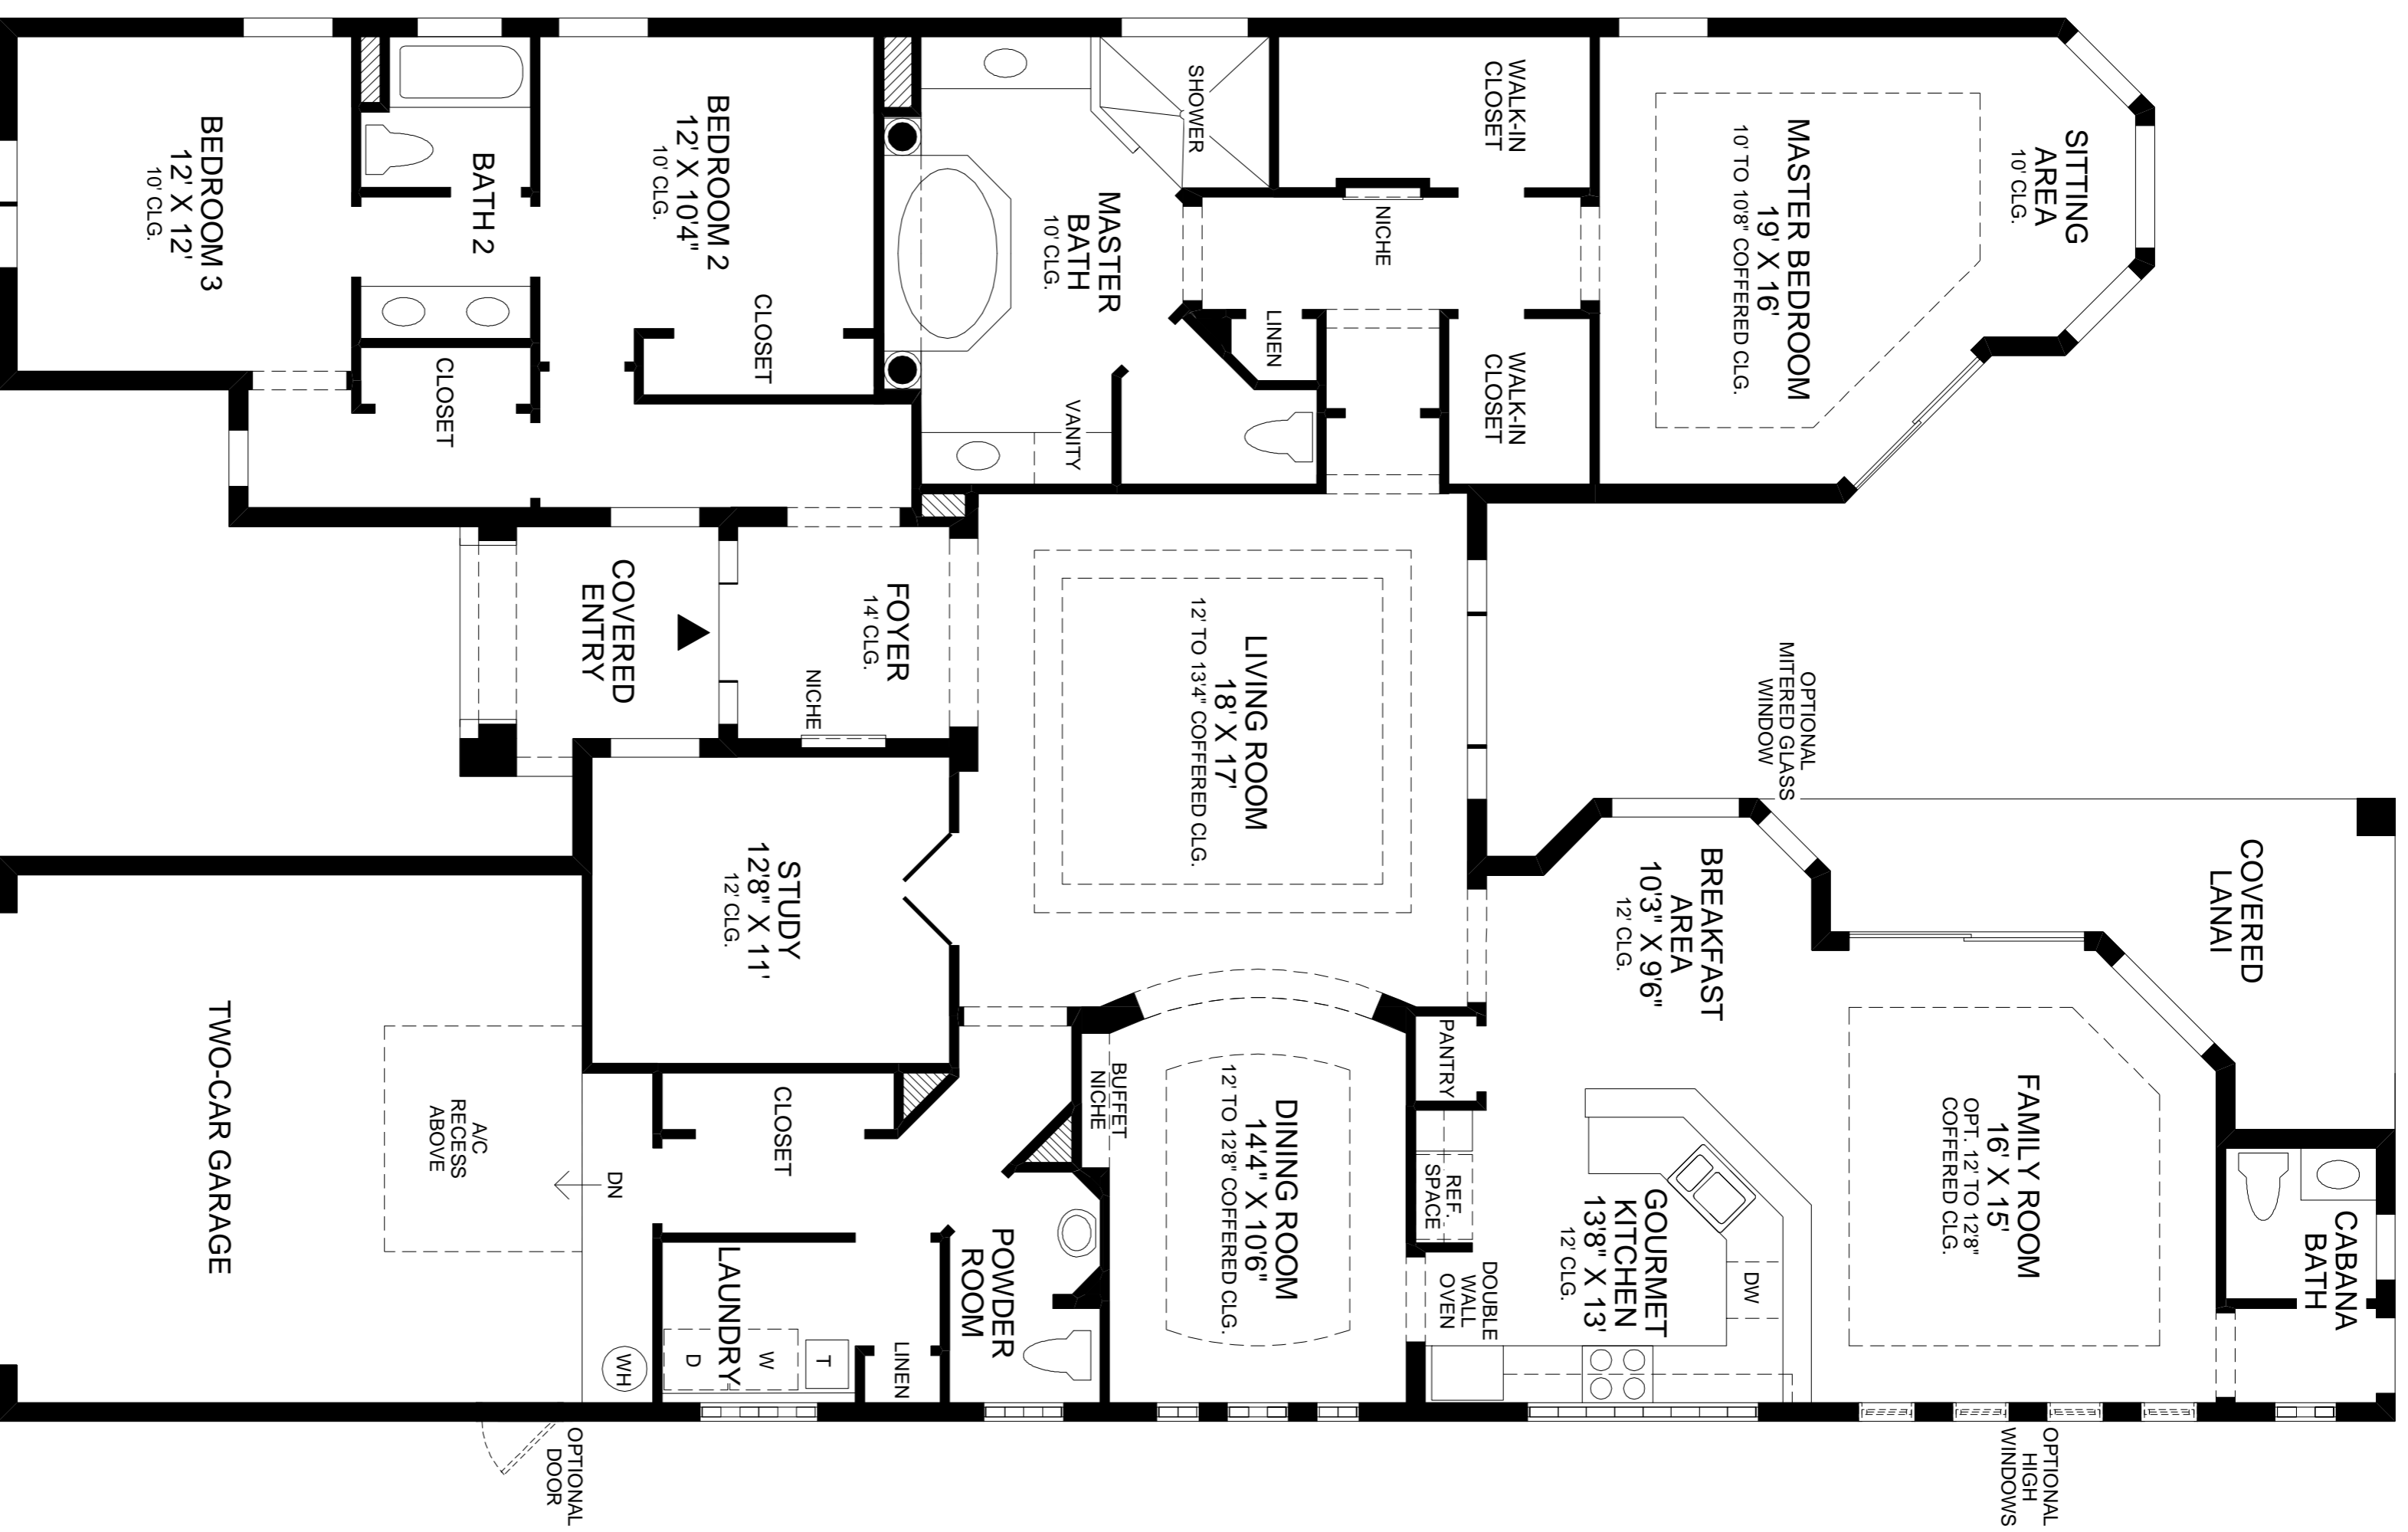 SITTING
AREA
10' CLG.
MASTER BEDROOM
19' X 16'
10' TO 10'8" COFFERED CLG.
WALK-IN
CLOSET
WALK-IN
CLOSET
NICHE
LINEN
SHOWER
MASTER
BATH
10' CLG.
VANITY
BEDROOM 2
12' X 10'4"
10' CLG.
CLOSET
BATH 2
CLOSET
BEDROOM 3
12' X 12'
10' CLG.
OPTIONAL
MITERED GLASS
WINDOW
LIVING ROOM
18' X 17'
12' TO 13'4" COFFERED CLG.
FOYER
14' CLG.
NICHE
COVERED
ENTRY
COVERED
LANAI
CABANA
BATH
FAMILY ROOM
16' X 15'
OPT. 12' TO 12'8"
COFFERED CLG.
OPTIONAL
HIGH
WINDOWS
BREAKFAST
AREA
10'3" X 9'6"
12' CLG.
GOURMET
KITCHEN
13'8" X 13'
12' CLG.
DW
PANTRY
REF.
SPACE
DOUBLE
WALL
OVEN
DINING ROOM
14'4" X 10'6"
12' TO 12'8" COFFERED CLG.
BUFFET
NICHE
POWDER
ROOM
LINEN
STUDY
12'8" X 11'
12' CLG.
CLOSET
LAUNDRY
T
W
D
WH
DN
OPTIONAL
DOOR
A/C
RECESS
ABOVE
TWO-CAR GARAGE